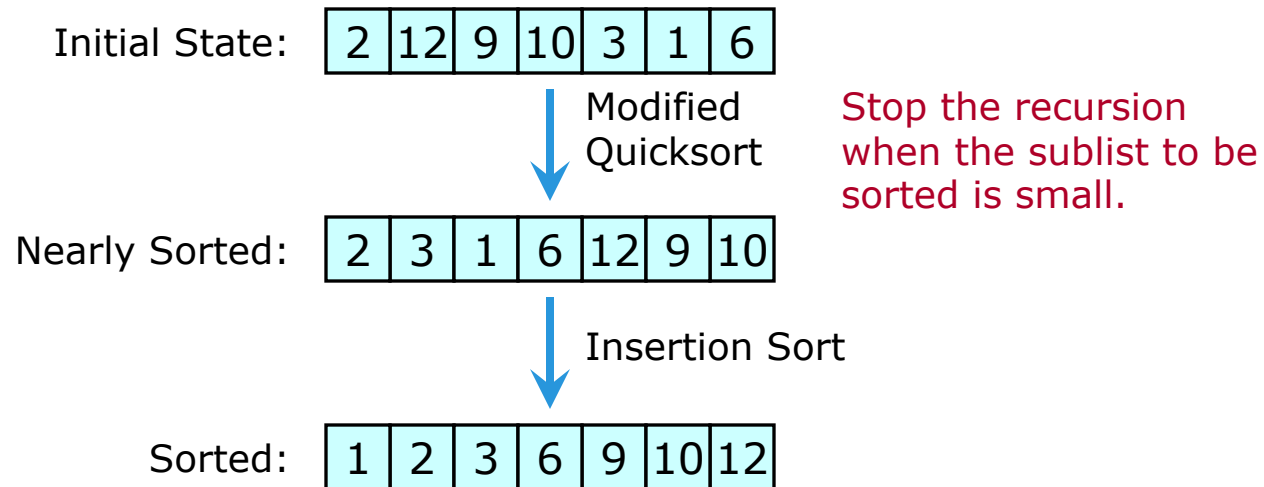 Initial State: 2 12 9 10 3 1 6
Modified
Quicksort
Stop the recursion
when the sublist to be
sorted is small.
Nearly Sorted: 2 3 1 6 12 9 10
Insertion Sort
Sorted: 1 2 3 6 9 10 12